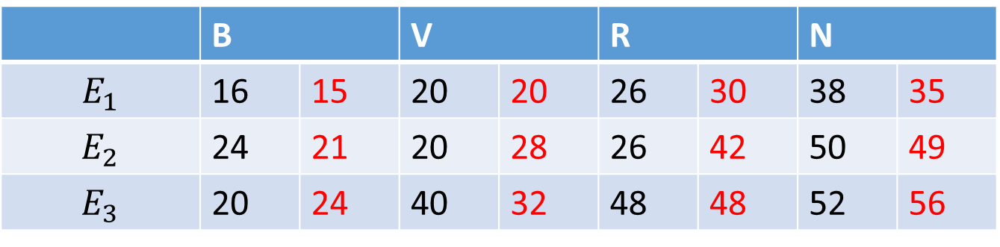 B V R N
E₁ 16 15 20 20 26 30 38 35
E₂ 24 21 20 28 26 42 50 49
E₃ 20 24 40 32 48 48 52 56